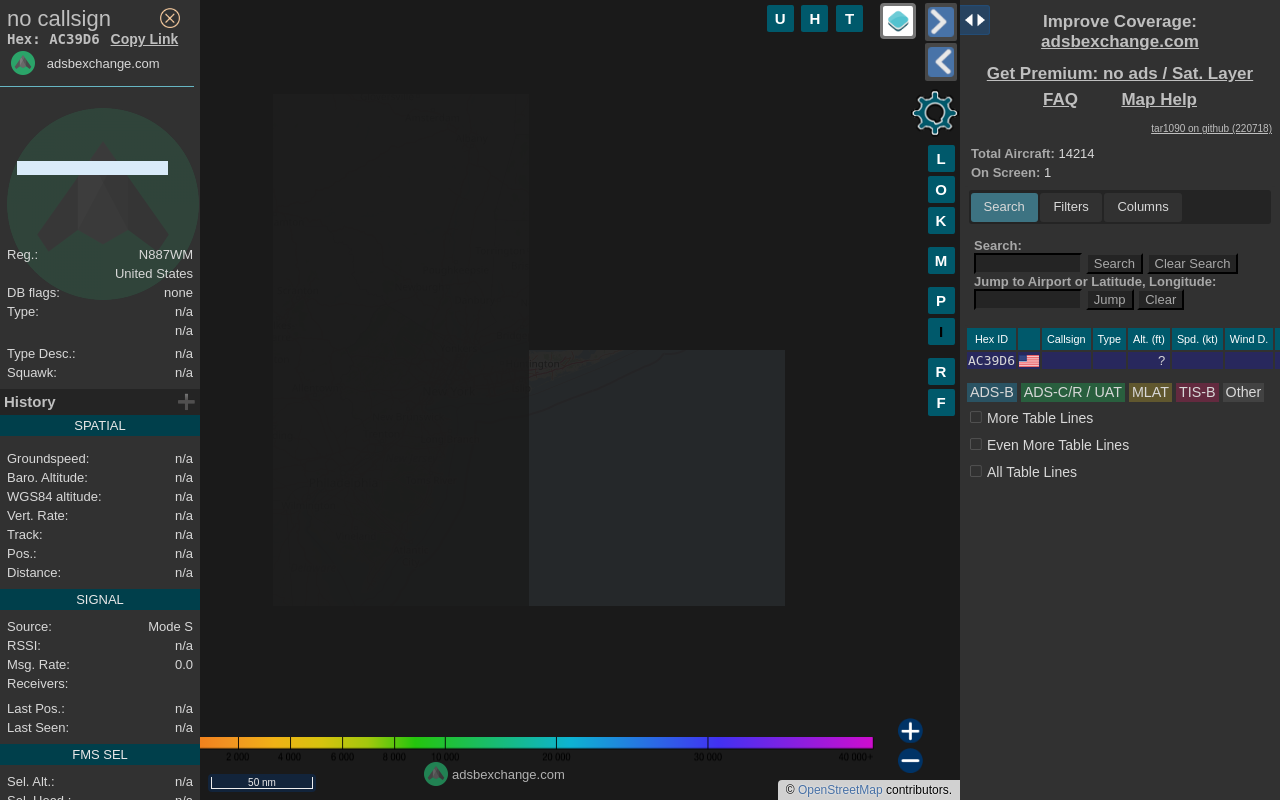 no callsign
Hex: AC39D6 Copy Link
adsbexchange.com
Reg.: N887WM
United States
DB flags: none
Type: n/a
n/a
Type Desc.: n/a
Squawk: n/a
History
SPATIAL
Groundspeed: n/a
Baro. Altitude: n/a
WGS84 altitude: n/a
Vert. Rate: n/a
Track: n/a
Pos.: n/a
Distance: n/a
SIGNAL
Source: Mode S
RSSI: n/a
Msg. Rate: 0.0
Receivers:
Last Pos.: n/a
Last Seen: n/a
FMS SEL
Sel. Alt.: n/a
Sel. Head.: n/a
U H T
L
O
K
M
P
I
R
F
ington
2 000 4 000 6 000 8 000 10 000 20 000 30 000 40 000+
adsbexchange.com
50 nm
© OpenStreetMap contributors.
Improve Coverage:
adsbexchange.com
Get Premium: no ads / Sat. Layer
FAQ Map Help
tar1090 on github (220718)
Total Aircraft: 14214
On Screen: 1
Search Filters Columns
Search:
Search Clear Search
Jump to Airport or Latitude, Longitude:
Jump Clear
Hex ID Callsign Type Alt. (ft) Spd. (kt) Wind D.
AC39D6 ?
ADS-B ADS-C/R / UAT MLAT TIS-B Other
More Table Lines
Even More Table Lines
All Table Lines